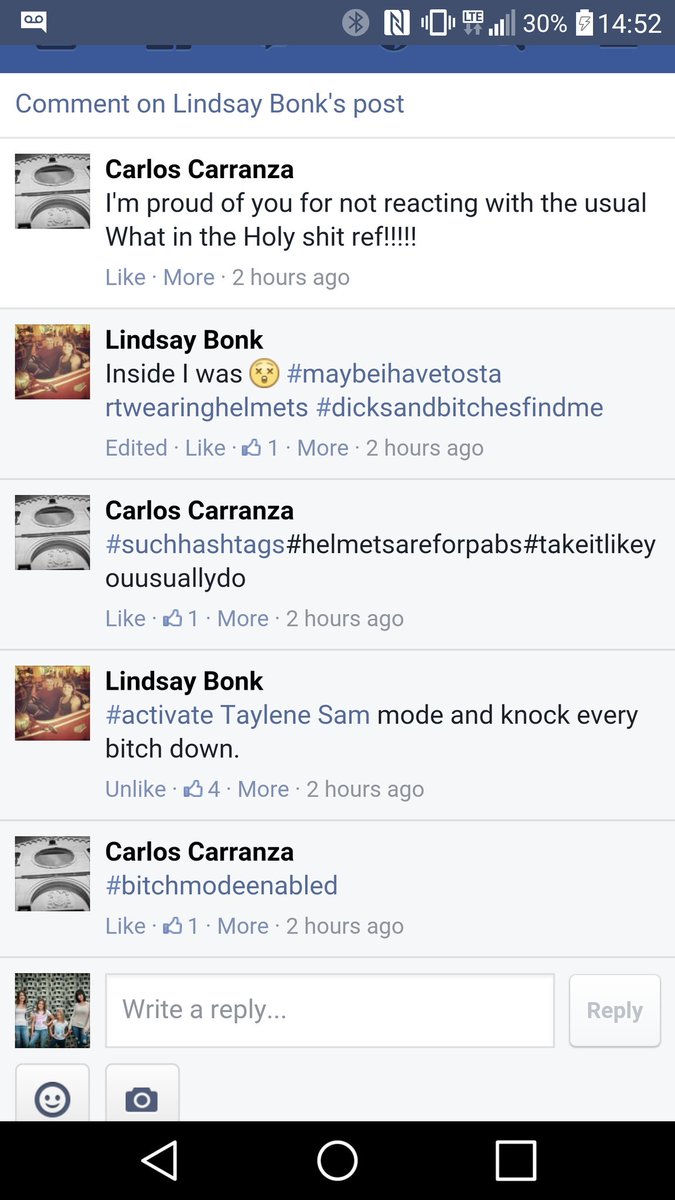 LTE 30% 14:52
Comment on Lindsay Bonk's post
Carlos Carranza
I'm proud of you for not reacting with the usual
What in the Holy shit ref!!!!!
Like · More · 2 hours ago
Lindsay Bonk
Inside I was 😵 #maybeihavetosta
rtwearinghelmets #dicksandbitchesfindme
Edited · Like · 1 · More · 2 hours ago
Carlos Carranza
#suchhashtags#helmetsareforpabs#takeitlikey
ouusuallydo
Like · 1 · More · 2 hours ago
Lindsay Bonk
#activate Taylene Sam mode and knock every
bitch down.
Unlike · 4 · More · 2 hours ago
Carlos Carranza
#bitchmodeenabled
Like · 1 · More · 2 hours ago
Write a reply...
Reply